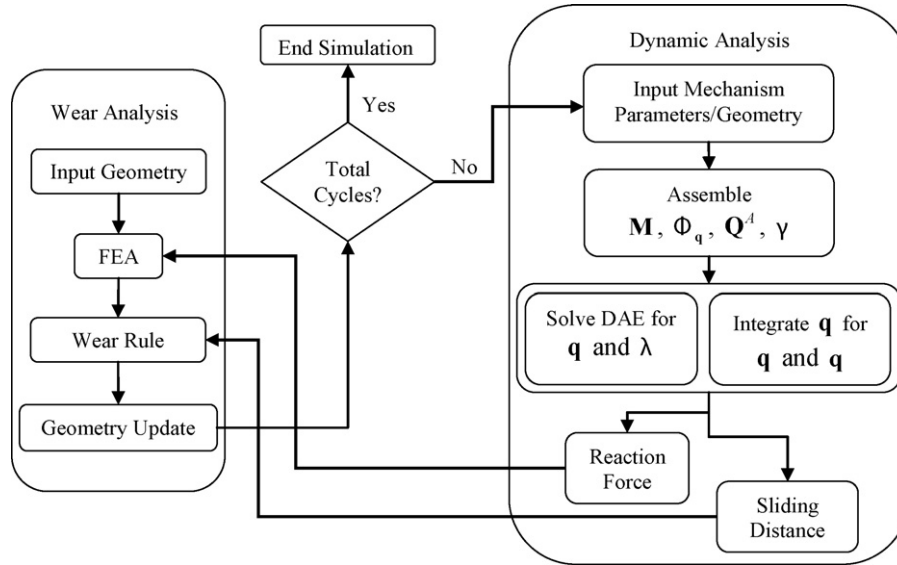 End Simulation
Yes
Total
Cycles?
No
Wear Analysis
Input Geometry
FEA
Wear Rule
Geometry Update
Dynamic Analysis
Input Mechanism
Parameters/Geometry
Assemble
M , Φq , Q^A , γ
Solve DAE for
q and λ
Integrate q for
q and q
Reaction
Force
Sliding
Distance